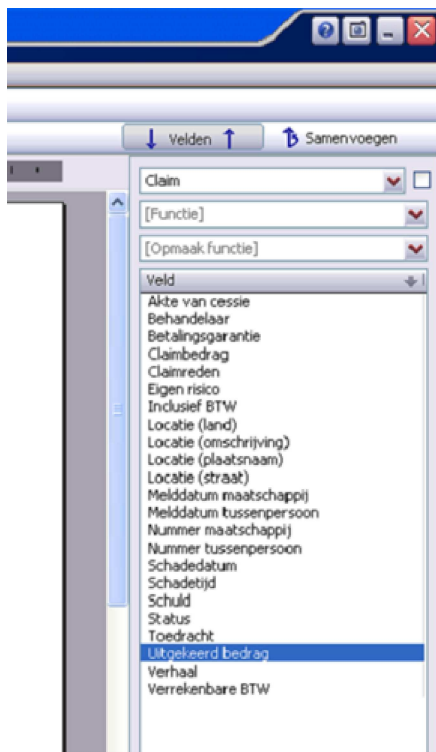 Velden Samenvoegen
Claim
[Functie]
[Opmaak functie]
Veld
Akte van cessie
Behandelaar
Betalingsgarantie
Claimbedrag
Claimreden
Eigen risico
Inclusief BTW
Locatie (land)
Locatie (omschrijving)
Locatie (plaatsnaam)
Locatie (straat)
Melddatum maatschappij
Melddatum tussenpersoon
Nummer maatschappij
Nummer tussenpersoon
Schadedatum
Schadetijd
Schuld
Status
Toedracht
Uitgekeerd bedrag
Verhaal
Verrekenbare BTW